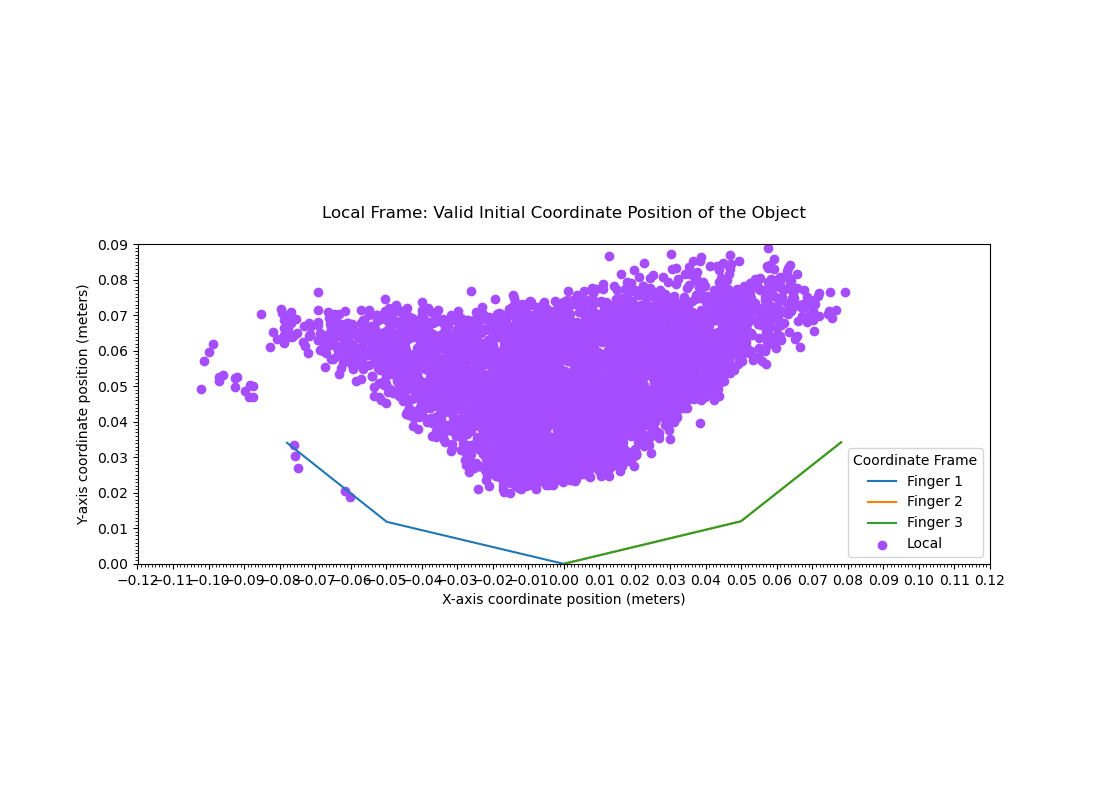 Local Frame: Valid Initial Coordinate Position of the Object
Y-axis coordinate position (meters)
0.09
0.08
0.07
0.06
0.05
0.04
0.03
0.02
0.01
0.00
−0.12 −0.11 −0.10 −0.09 −0.08 −0.07 −0.06 −0.05 −0.04 −0.03 −0.02 −0.01 0.00 0.01 0.02 0.03 0.04 0.05 0.06 0.07 0.08 0.09 0.10 0.11 0.12
X-axis coordinate position (meters)
Coordinate Frame
Finger 1
Finger 2
Finger 3
Local